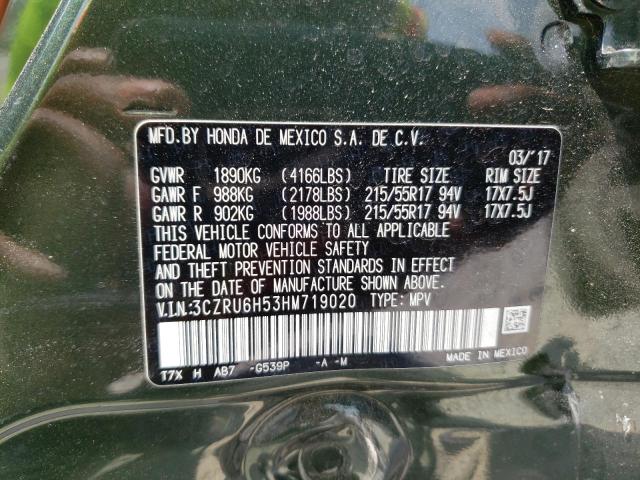 MFD.BY HONDA DE MEXICO S.A. DE C.V.
03/'17
GVWR 1890KG (4166LBS) TIRE SIZE RIM SIZE
GAWR F 988KG (2178LBS) 215/55R17 94V 17X7.5J
GAWR R 902KG (1988LBS) 215/55R17 94V 17X7.5J
THIS VEHICLE CONFORMS TO ALL APPLICABLE
FEDERAL MOTOR VEHICLE SAFETY
AND THEFT PREVENTION STANDARDS IN EFFECT
ON THE DATE OF MANUFACTURE SHOWN ABOVE.
V.I.N.:3CZRU6H53HM719020 TYPE: MPV
T7X H AB7 -G539P -A -M
MADE IN MEXICO